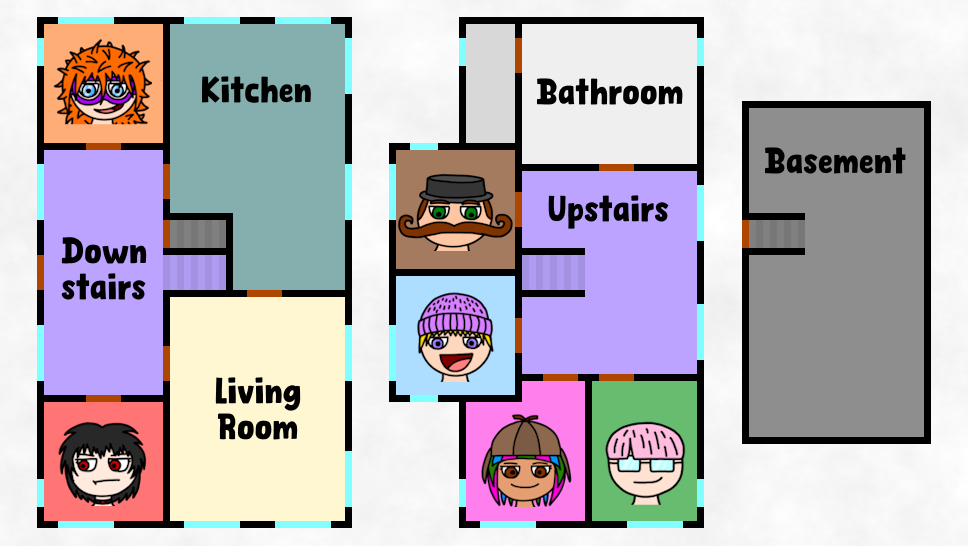 Kitchen
Down
stairs
Living
Room
Bathroom
Upstairs
Basement